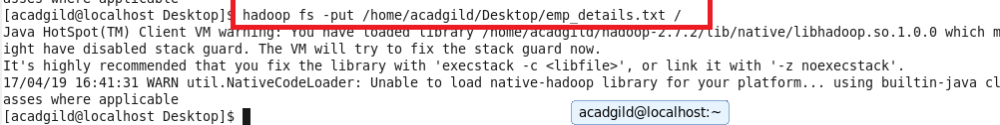 asses where applicable
[acadgild@localhost Desktop]$ hadoop fs -put /home/acadgild/Desktop/emp_details.txt /
Java HotSpot(TM) Client VM warning: You have loaded library /home/acadgild/hadoop-2.7.2/lib/native/libhadoop.so.1.0.0 which m
ight have disabled stack guard. The VM will try to fix the stack guard now.
It's highly recommended that you fix the library with 'execstack -c <libfile>', or link it with '-z noexecstack'.
17/04/19 16:41:31 WARN util.NativeCodeLoader: Unable to load native-hadoop library for your platform... using builtin-java cl
asses where applicable
[acadgild@localhost Desktop]$
acadgild@localhost:~